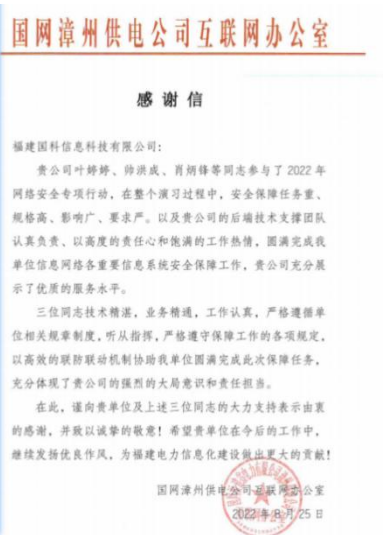 国网漳州供电公司互联网办公室
感谢信
福建国科信息科技有限公司:
贵公司叶婷婷、帅洪成、肖炳锋等同志参与了2022年
网络安全专项行动,在整个演习过程中,安全保障任务重、
规格高、影响广、要求严。以及贵公司的后端技术支撑团队
认真负责、以高度的责任心和饱满的工作热情,圆满完成我
单位信息网络各重要信息系统安全保障工作,贵公司充分展
示了优质的服务水平。
三位同志技术精湛,业务精通,工作认真,严格遵循单
位相关规章制度,听从指挥,严格遵守保障工作的各项规定,
以高效的联防联动机制协助我单位圆满完成此次保障任务,
充分体现了贵公司的强烈的大局意识和责任担当。
在此,谨向贵单位及上述三位同志的大力支持表示由衷
的感谢,并致以诚挚的敬意!希望贵单位在今后的工作中,
继续发扬优良作风,为福建电力信息化建设做出更大的贡献!
国网漳州供电公司互联网办公室
2022年8月25日